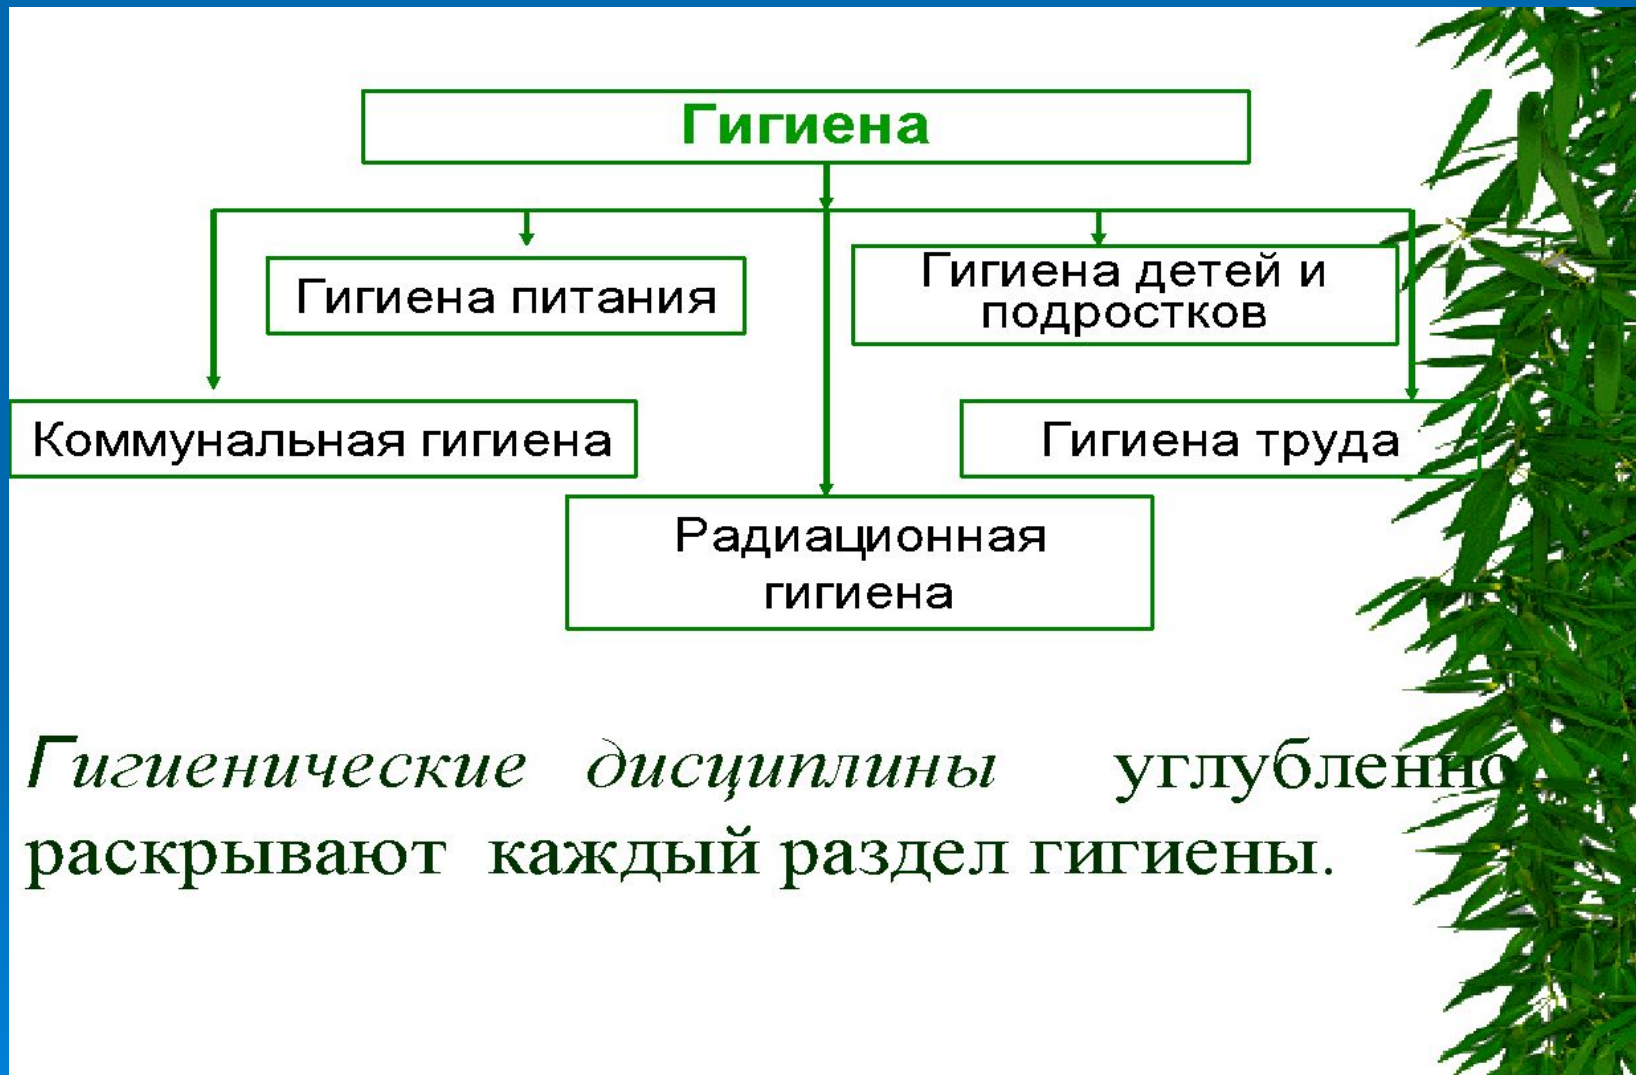 Гигиена
Гигиена питания
Гигиена детей и
подростков
Коммунальная гигиена
Гигиена труда
Радиационная
гигиена
Гигиенические дисциплины углубленно
раскрывают каждый раздел гигиены.